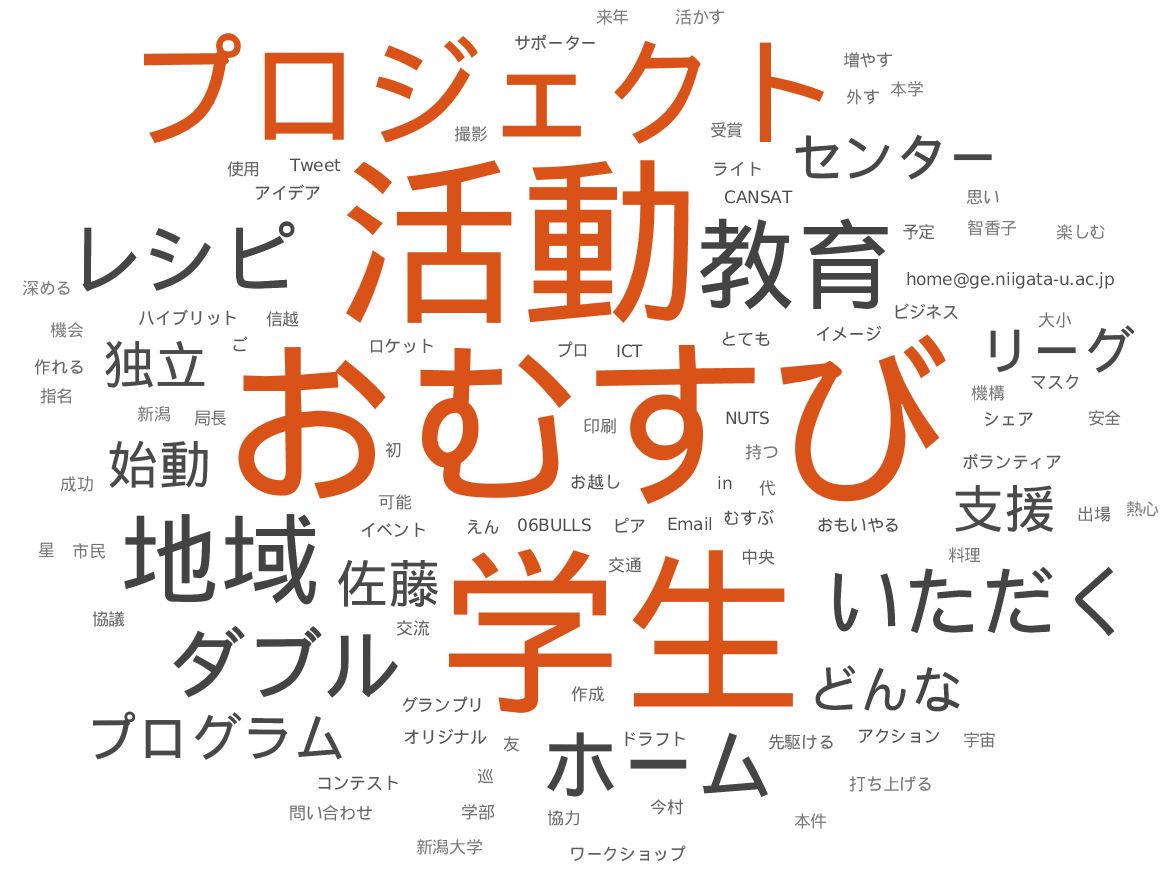 来年 活かす
サポーター
プロジェクト
増やす
外す 本学
撮影
受賞
センター
使用 Tweet
ライト
アイデア
活動
CANSAT
思い
レシピ
教育
予定 智香子 楽しむ
home@ge.niigata-u.ac.jp
深める
ハイブリット 信越
ビジネス
機会
大小
イメージ
とても
リーグ
独立
ご
ロケット
プロ ICT
作れる
マスク
指名
機構
おむすび
新潟 局長
印刷
NUTS
シェア
安全
初
持つ
始動
ボランティア
成功
お越し
in 代
可能
支援
出場 熱心
イベント
えん 06BULLS ピア Email むすぶ
おもいやる
地域
星 市民
交通
中央
料理
佐藤
学生
いただく
協議
交流
ダブル
どんな
作成
グランプリ
プログラム
オリジナル 友
ホーム
ドラフト
先駆ける アクション 宇宙
コンテスト
巡
打ち上げる
問い合わせ
学部
協力
今村
本件
新潟大学
ワークショップ